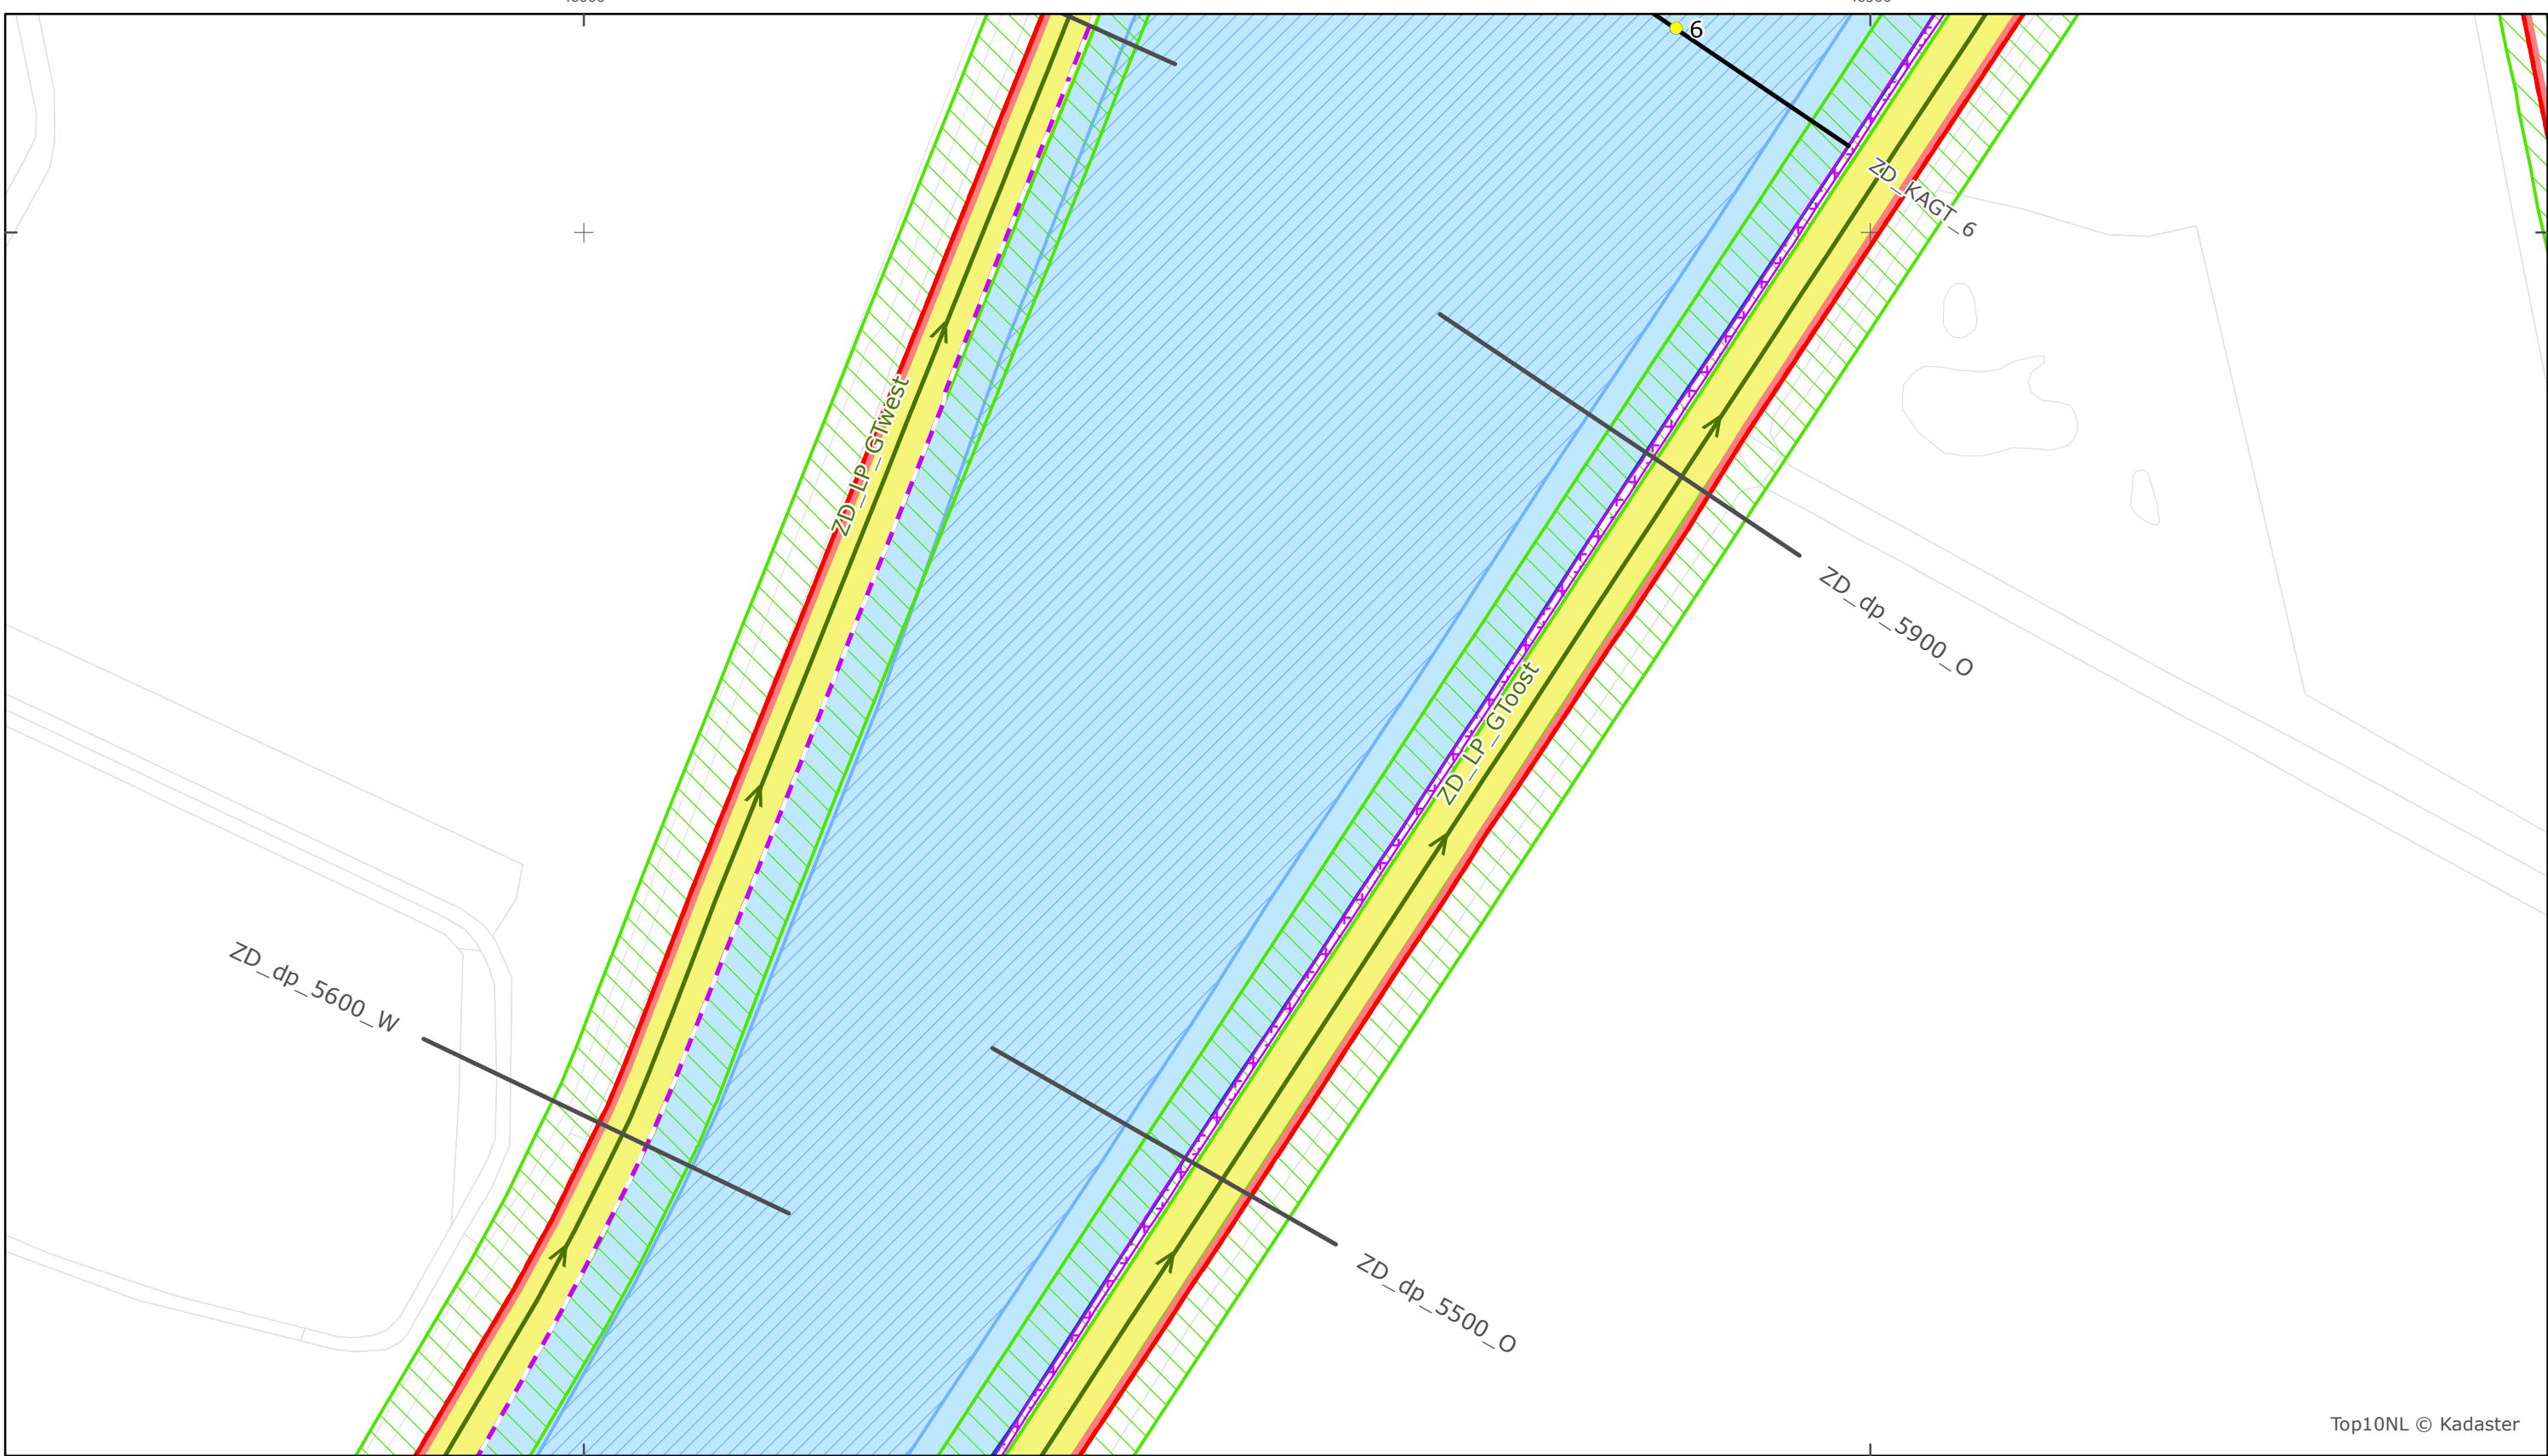 6
ZD_KAGT_6
ZD_LP_GTwest
ZD_dp_5900_O
ZD_LP_GToost
ZD_dp_5600_W
ZD_dp_5500_O
Top10NL © Kadaster